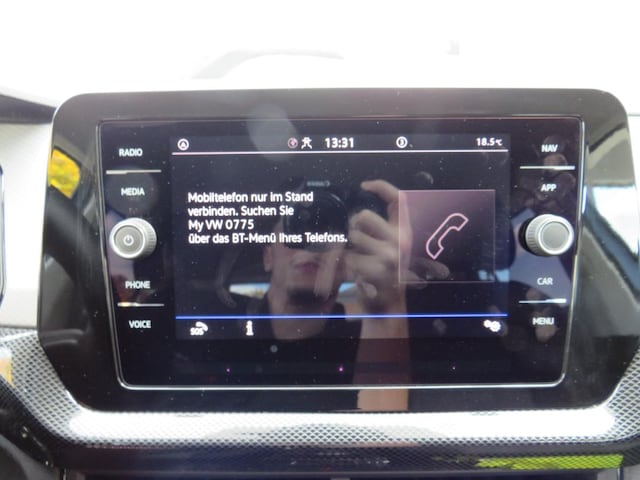 RADIO
MEDIA
PHONE
VOICE
13:31
18.5°C
Mobiltelefon nur im Stand
verbinden. Suchen Sie
My VW 0775
über das BT-Menü Ihres Telefons.
SOS
NAV
APP
CAR
MENU